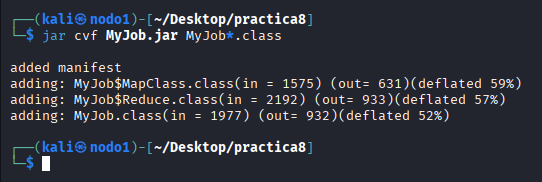 ┌──(kali㉿nodo1)-[~/Desktop/practica8]
└─$ jar cvf MyJob.jar MyJob*.class
added manifest
adding: MyJob$MapClass.class(in = 1575) (out= 631)(deflated 59%)
adding: MyJob$Reduce.class(in = 2192) (out= 933)(deflated 57%)
adding: MyJob.class(in = 1977) (out= 932)(deflated 52%)
┌──(kali㉿nodo1)-[~/Desktop/practica8]
└─$